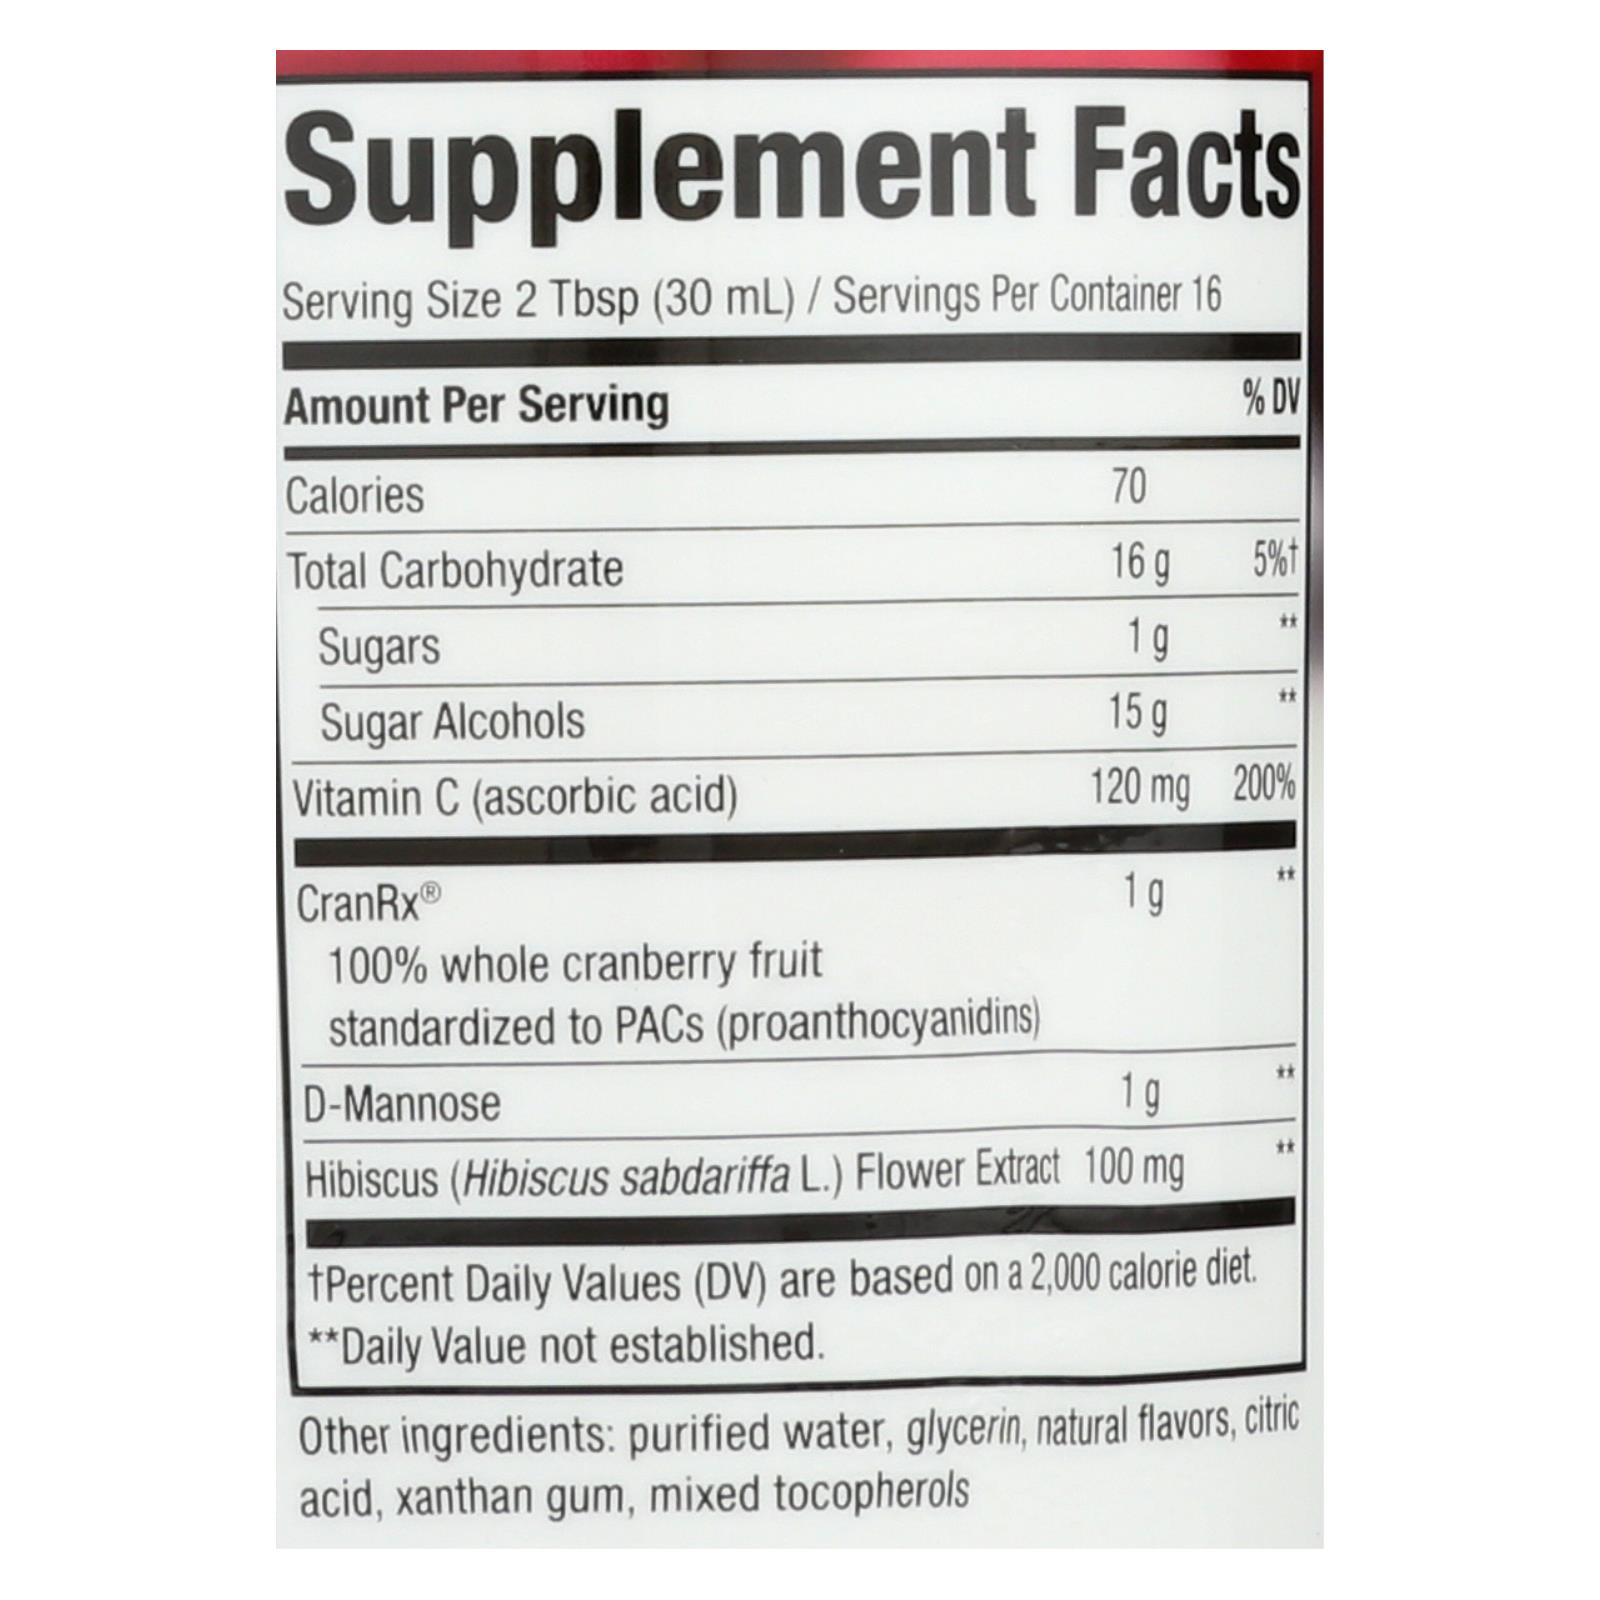 Supplement Facts
Serving Size 2 Tbsp (30 mL) / Servings Per Container 16
Amount Per Serving % DV
Calories 70
Total Carbohydrate 16 g 5%†
Sugars 1 g **
Sugar Alcohols 15 g **
Vitamin C (ascorbic acid) 120 mg 200%
CranRx® 1 g **
100% whole cranberry fruit
standardized to PACs (proanthocyanidins)
D-Mannose 1 g **
Hibiscus (Hibiscus sabdariffa L.) Flower Extract 100 mg **
†Percent Daily Values (DV) are based on a 2,000 calorie diet.
**Daily Value not established.
Other ingredients: purified water, glycerin, natural flavors, citric
acid, xanthan gum, mixed tocopherols